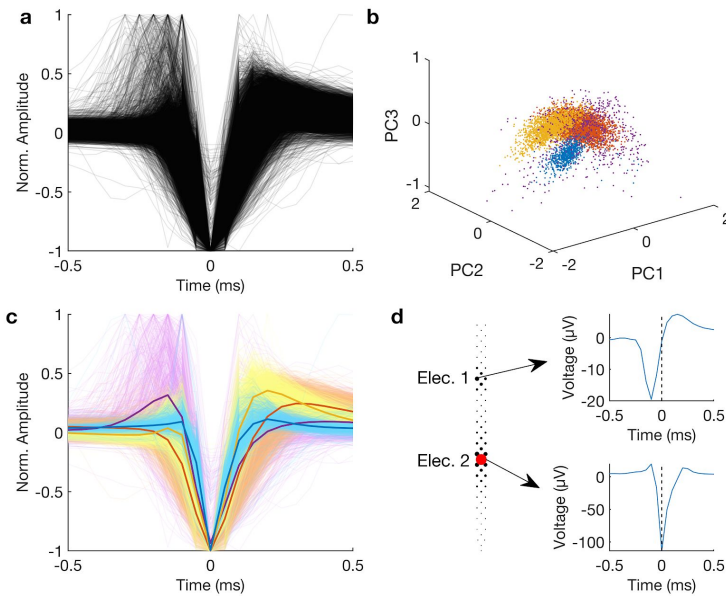 a
1
0.5
0
-0.5
-1
Norm. Amplitude
-0.5
0
0.5
Time (ms)
b
1
0
-1
PC3
2
0
-2
PC2
-2
0
2
PC1
c
1
0.5
0
-0.5
-1
Norm. Amplitude
-0.5
0
0.5
Time (ms)
d
Elec. 1
Elec. 2
0
-10
-20
Voltage (µV)
-0.5
0
0.5
Time (ms)
0
-50
-100
Voltage (µV)
-0.5
0
0.5
Time (ms)